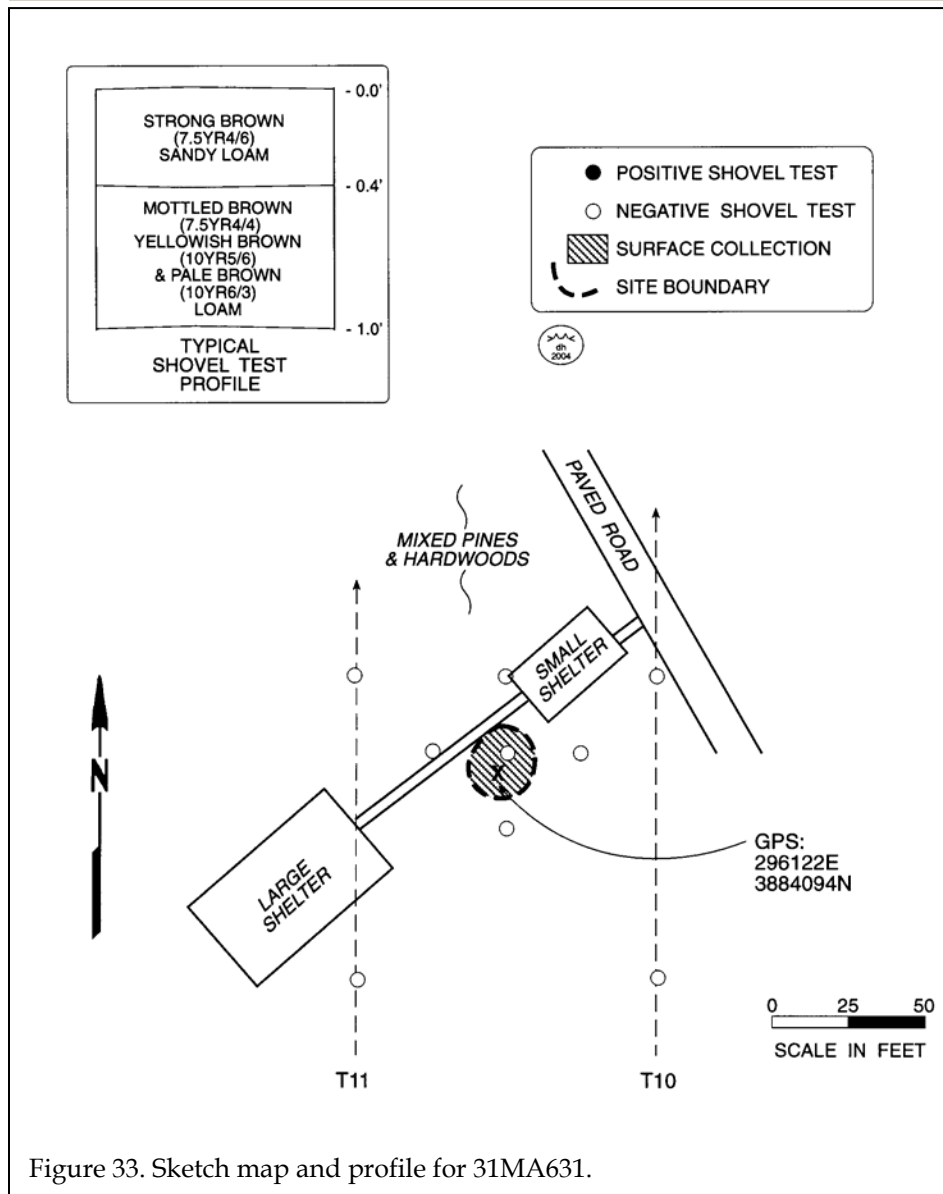 - 0.0'
STRONG BROWN
(7.5YR4/6)
SANDY LOAM
- 0.4'
MOTTLED BROWN
(7.5YR4/4)
YELLOWISH BROWN
(10YR5/6)
& PALE BROWN
(10YR6/3)
LOAM
- 1.0'
TYPICAL
SHOVEL TEST
PROFILE
POSITIVE SHOVEL TEST
NEGATIVE SHOVEL TEST
SURFACE COLLECTION
SITE BOUNDARY
dh
2004
PAVED ROAD
MIXED PINES
& HARDWOODS
SMALL
SHELTER
N
X
LARGE
SHELTER
GPS:
296122E
3884094N
0 25 50
SCALE IN FEET
T11 T10
Figure 33. Sketch map and profile for 31MA631.